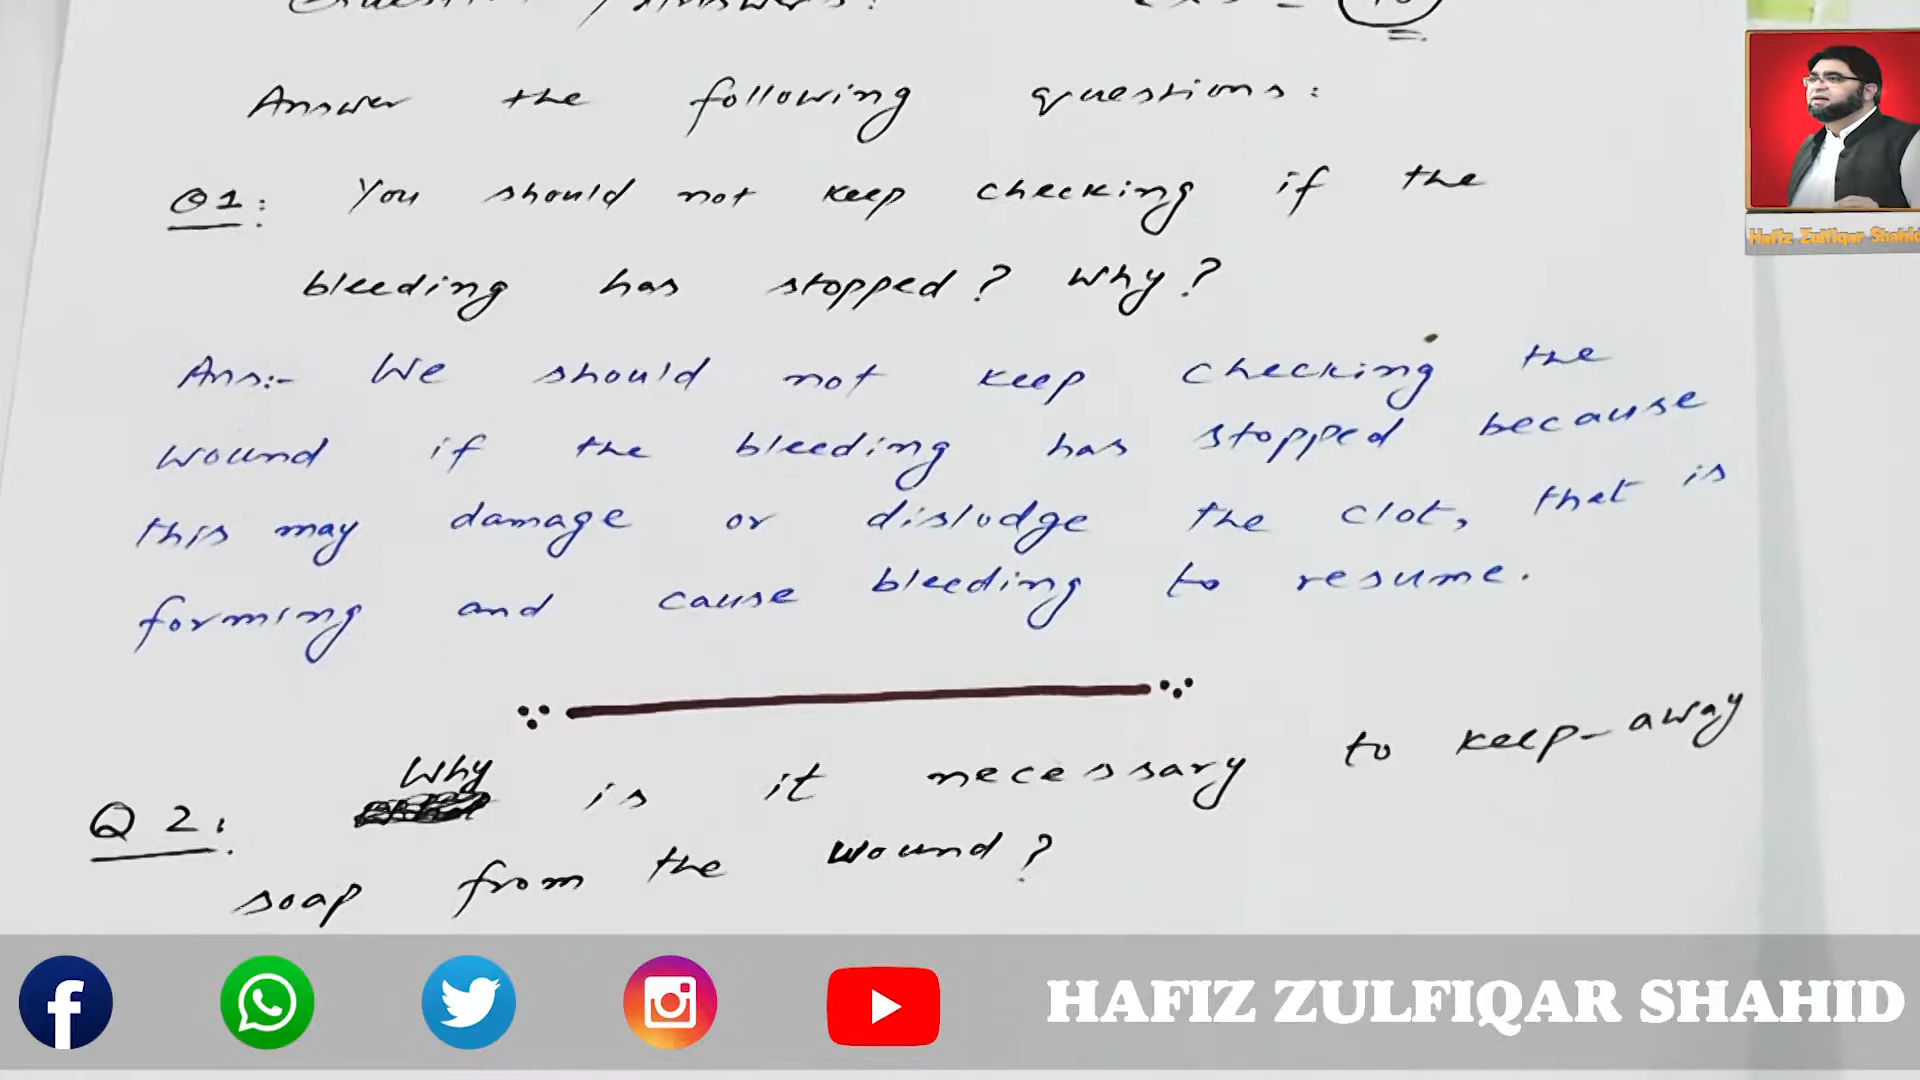 Question / Answers:
Answer the following questions:
Q1: You should not keep checking if the
bleeding has stopped? Why?
Ans:- We should not keep checking the
wound if the bleeding has stopped because
this may damage or disludge the clot, that is
forming and cause bleeding to resume.
Q2: Why is it necessary to keep-away
soap from the wound?
Hafiz Zulfiqar Shahid
HAFIZ ZULFIQAR SHAHID